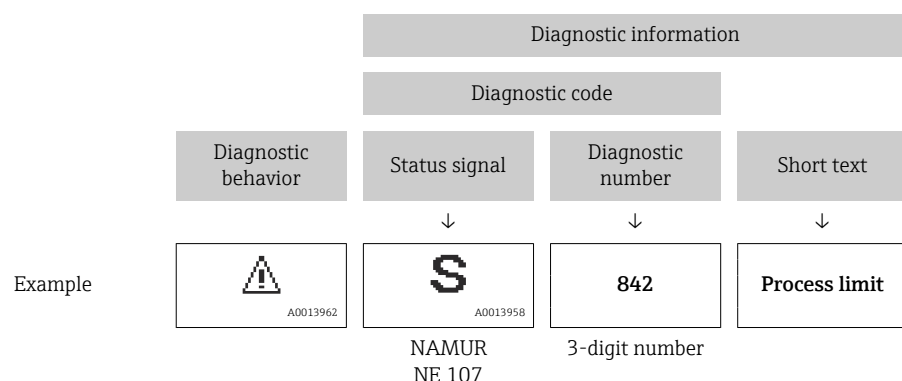 Diagnostic information
Diagnostic code
Diagnostic
behavior
Status signal
Diagnostic
number
Short text
↓ ↓ ↓
Example
A0013962
S
A0013958
842
Process limit
NAMUR
NE 107
3-digit number